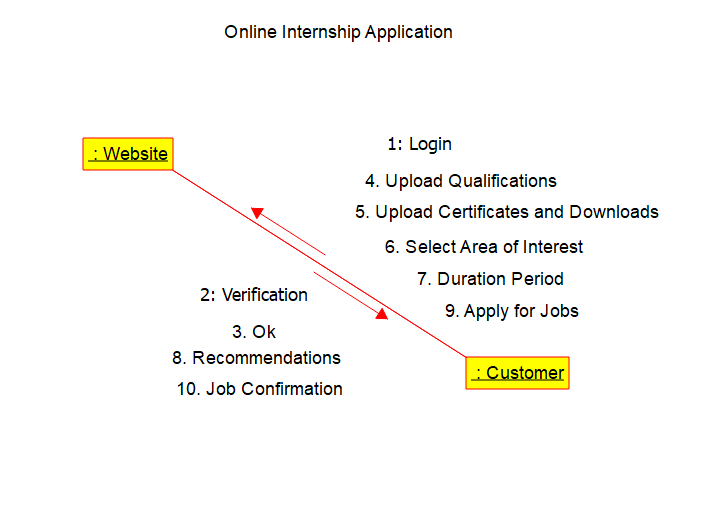 Online Internship Application
: Website
1: Login
4. Upload Qualifications
5. Upload Certificates and Downloads
6. Select Area of Interest
7. Duration Period
9. Apply for Jobs
2: Verification
3. Ok
8. Recommendations
10. Job Confirmation
: Customer